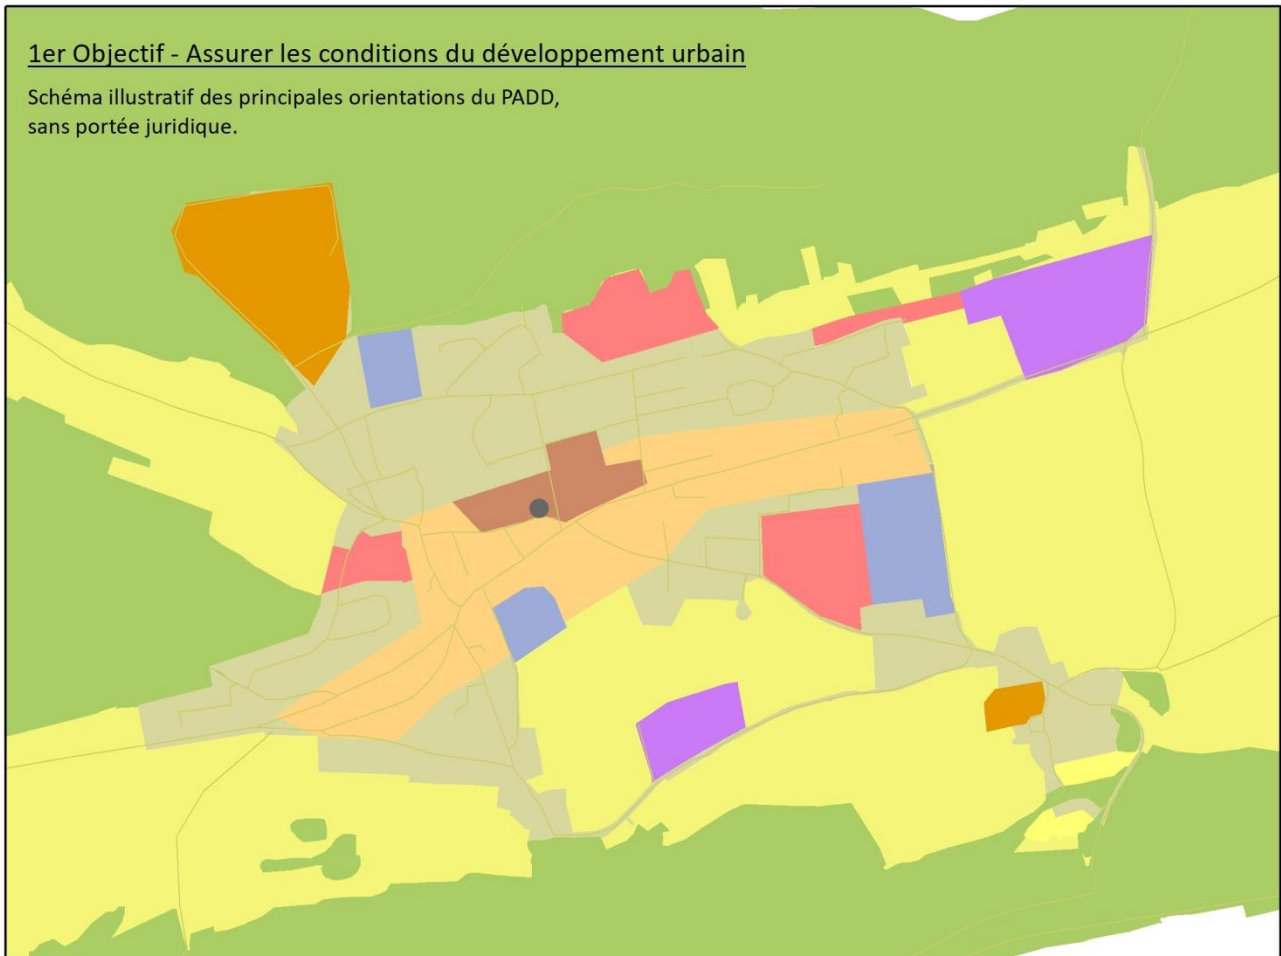 1er Objectif - Assurer les conditions du développement urbain
Schéma illustratif des principales orientations du PADD,
sans portée juridique.